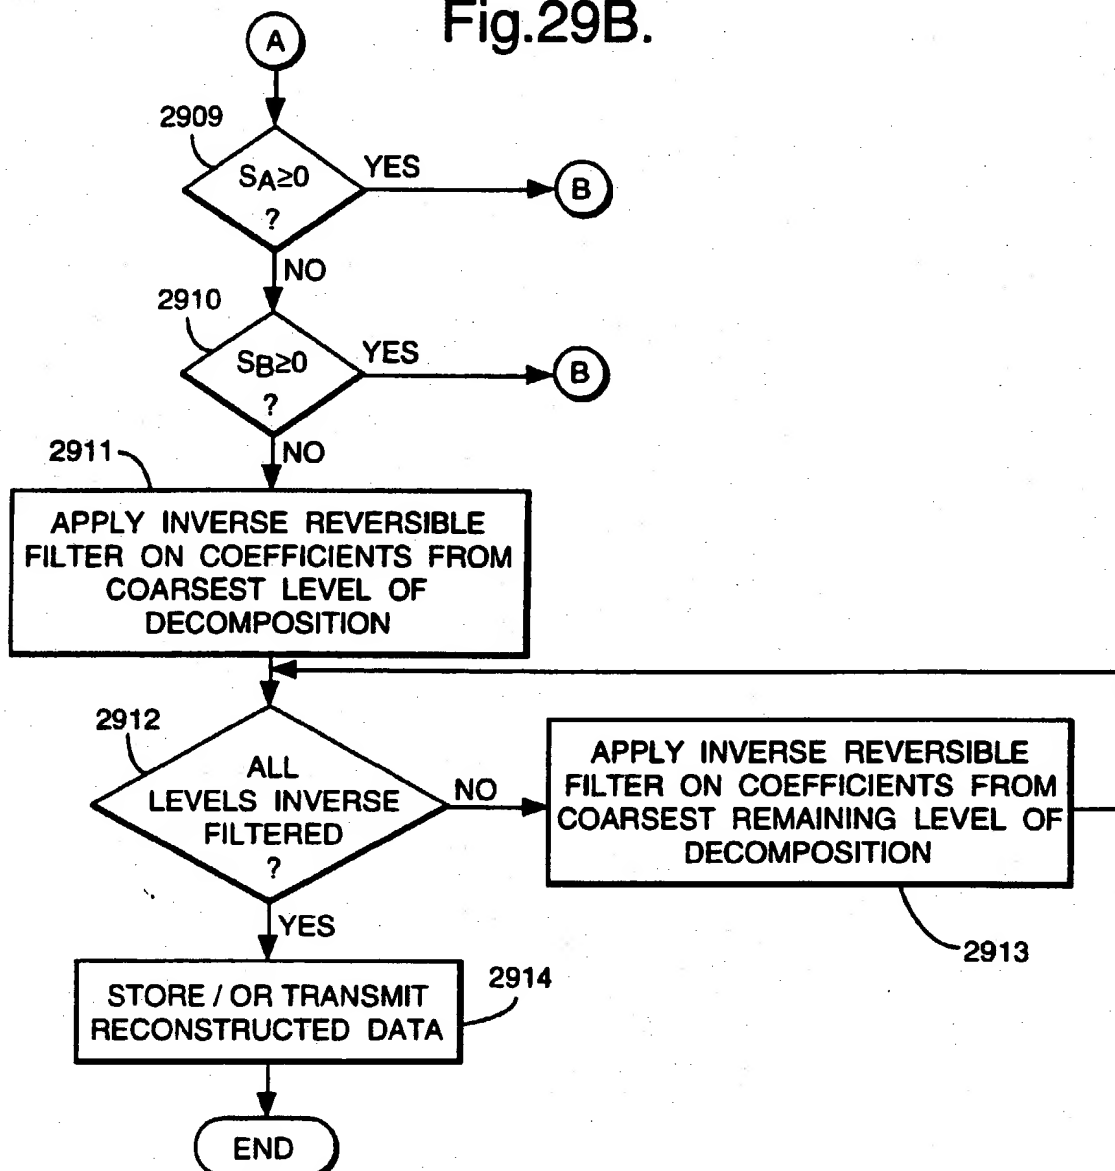 Fig.29B.
A
2909
SA≥0
?
YES
B
NO
2910
SB≥0
?
YES
B
NO
2911
APPLY INVERSE REVERSIBLE
FILTER ON COEFFICIENTS FROM
COARSEST LEVEL OF
DECOMPOSITION
2912
ALL
LEVELS INVERSE
FILTERED
?
NO
APPLY INVERSE REVERSIBLE
FILTER ON COEFFICIENTS FROM
COARSEST REMAINING LEVEL OF
DECOMPOSITION
2913
YES
STORE / OR TRANSMIT
RECONSTRUCTED DATA
2914
END